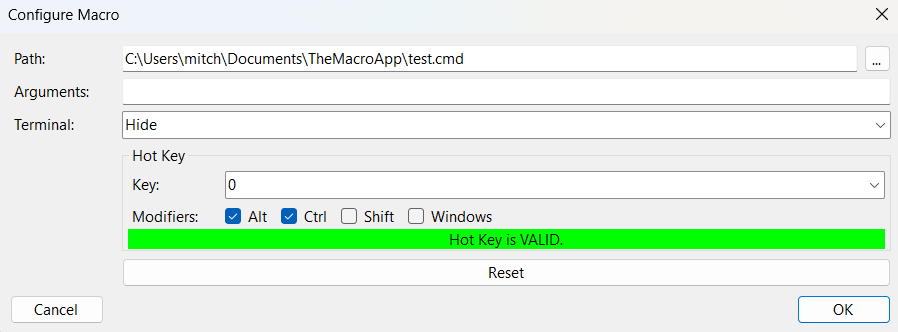 Configure Macro
Path: C:\Users\mitch\Documents\TheMacroApp\test.cmd ...
Arguments:
Terminal: Hide
Hot Key
Key: 0
Modifiers: Alt Ctrl Shift Windows
Hot Key is VALID.
Reset
Cancel OK